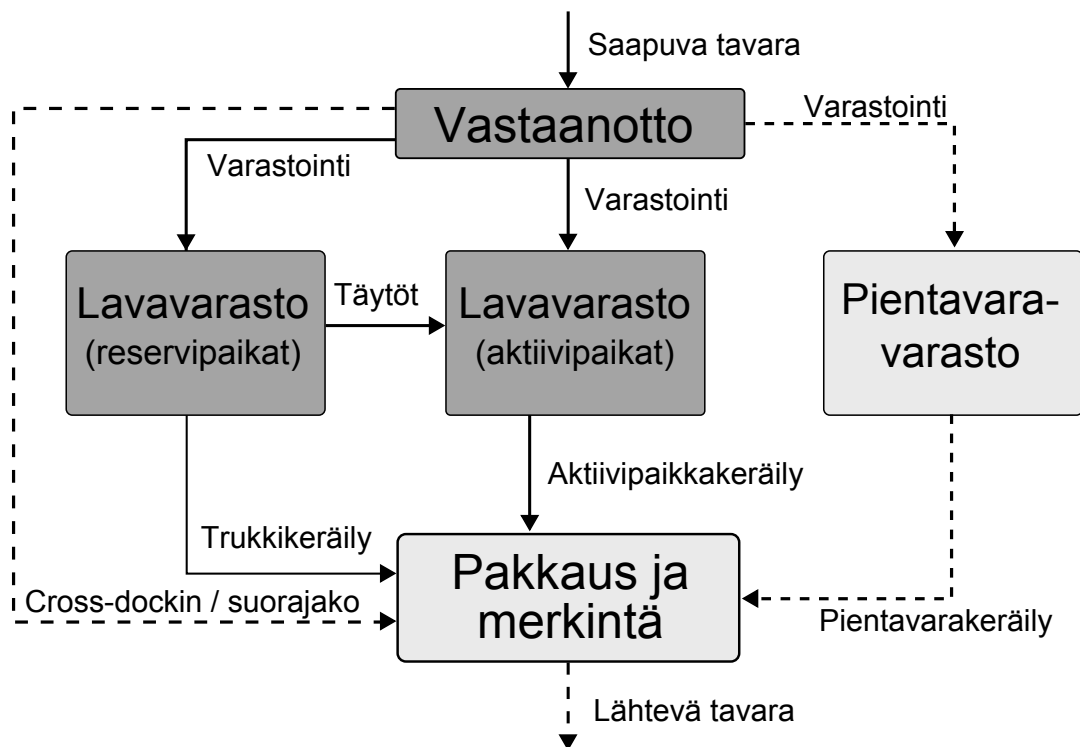 Saapuva tavara
Vastaanotto
Varastointi
Varastointi
Varastointi
Lavavarasto
(reservipaikat)
Täytöt
Lavavarasto
(aktiivipaikat)
Pientavara-
varasto
Aktiivipaikkakeräily
Trukkikeräily
Pakkaus ja
merkintä
Cross-dockin / suorajako
Pientavarakeräily
Lähtevä tavara